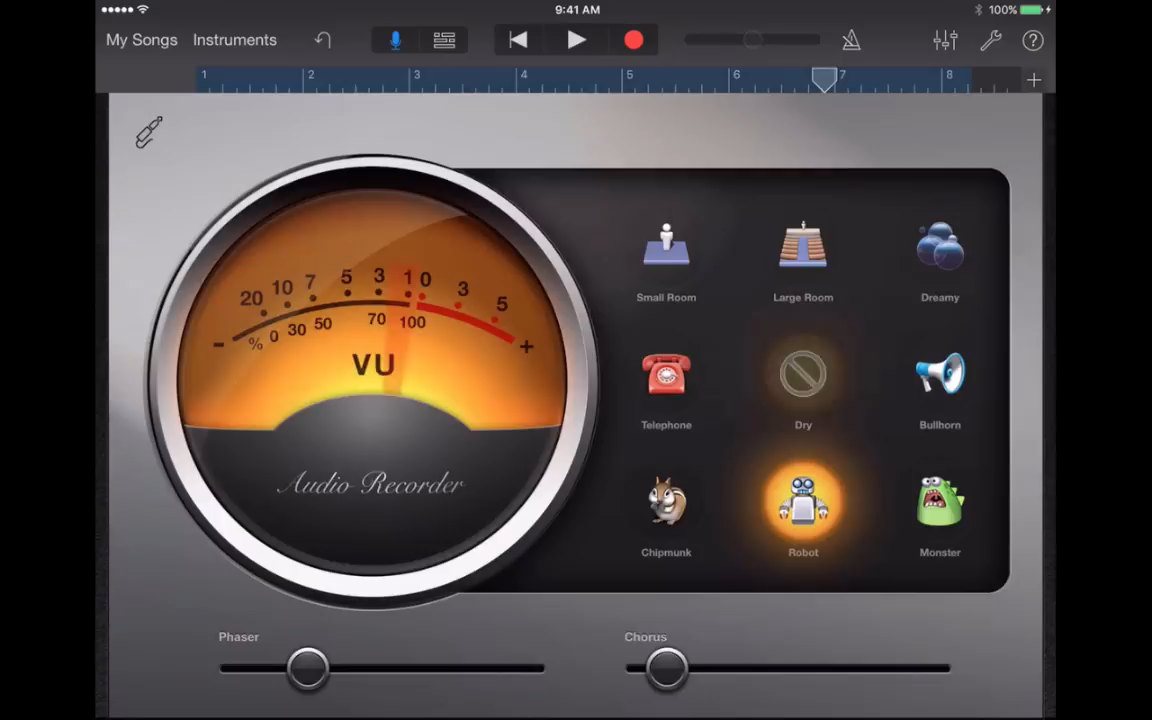 9:41 AM
100%
My Songs Instruments
1 2 3 4 5 6 7 8
20 10 7 5 3 1 0 3 5
- % 0 30 50 70 100 +
VU
Audio Recorder
Small Room Large Room Dreamy
Telephone Dry Bullhorn
Chipmunk Robot Monster
Phaser Chorus